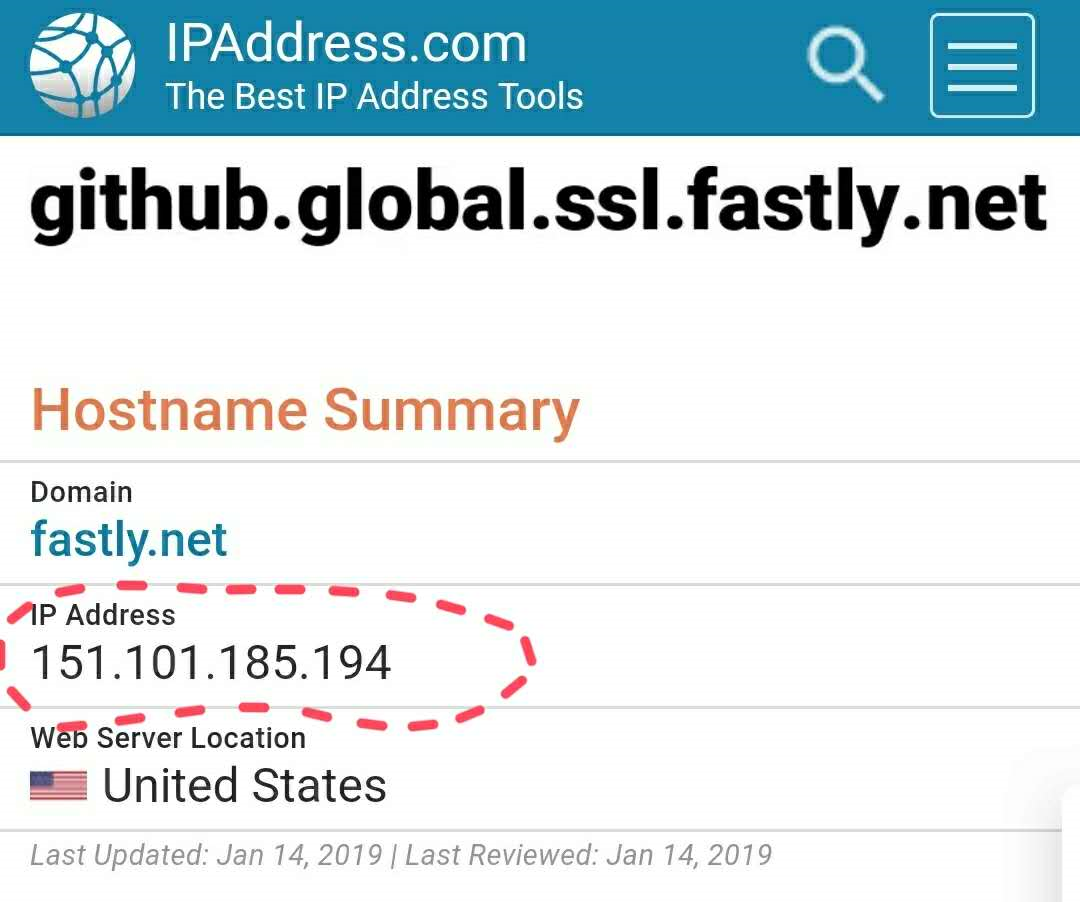 IPAddress.com
The Best IP Address Tools
github.global.ssl.fastly.net
Hostname Summary
Domain
fastly.net
IP Address
151.101.185.194
Web Server Location
United States
Last Updated: Jan 14, 2019 | Last Reviewed: Jan 14, 2019